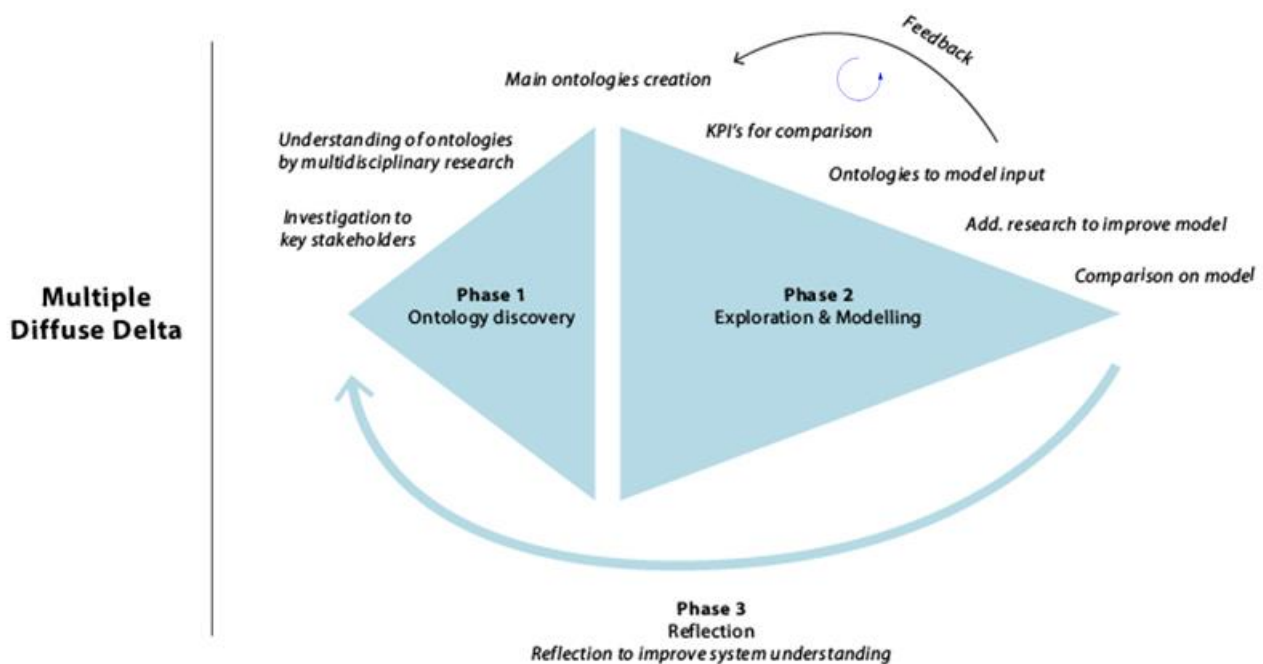 Feedback
Main ontologies creation
KPI's for comparison
Understanding of ontologies
by multidisciplinary research
Ontologies to model input
Investigation to
key stakeholders
Add. research to improve model
Comparison on model
Multiple
Diffuse Delta
Phase 1
Ontology discovery
Phase 2
Exploration & Modelling
Phase 3
Reflection
Reflection to improve system understanding